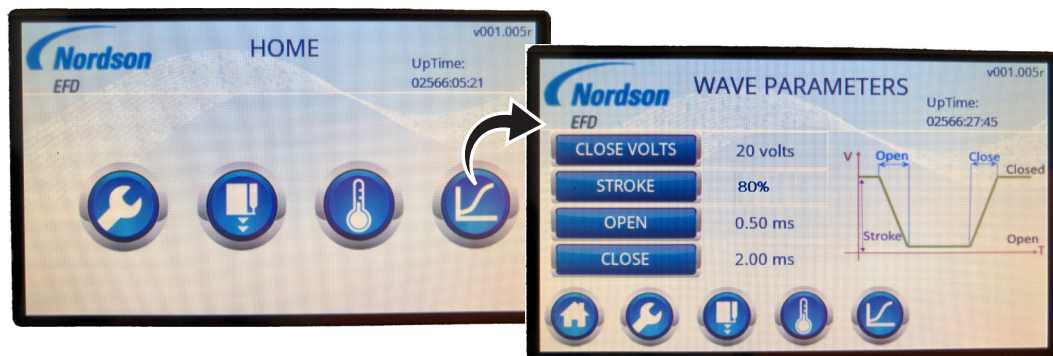 v001.005r
Nordson
EFD
HOME
UpTime:
02566:05:21
v001.005r
Nordson
EFD
WAVE PARAMETERS
UpTime:
02566:27:45
CLOSE VOLTS 20 volts
STROKE 80%
OPEN 0.50 ms
CLOSE 2.00 ms
V Open Close
Closed
Stroke
Open
T